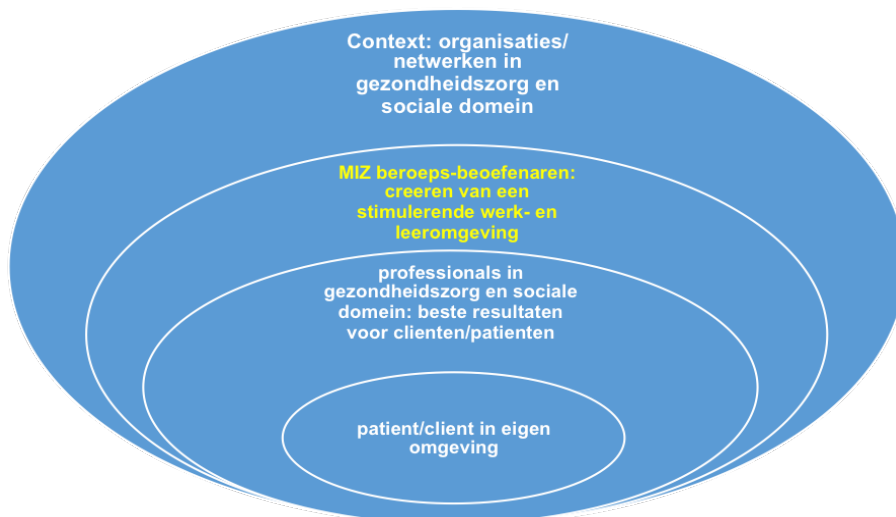 Context: organisaties/
netwerken in
gezondheidszorg en
sociale domein
MIZ beroeps-beoefenaren:
creeren van een
stimulerende werk- en
leeromgeving
professionals in
gezondheidszorg en sociale
domein: beste resultaten
voor clienten/patienten
patient/client in eigen
omgeving